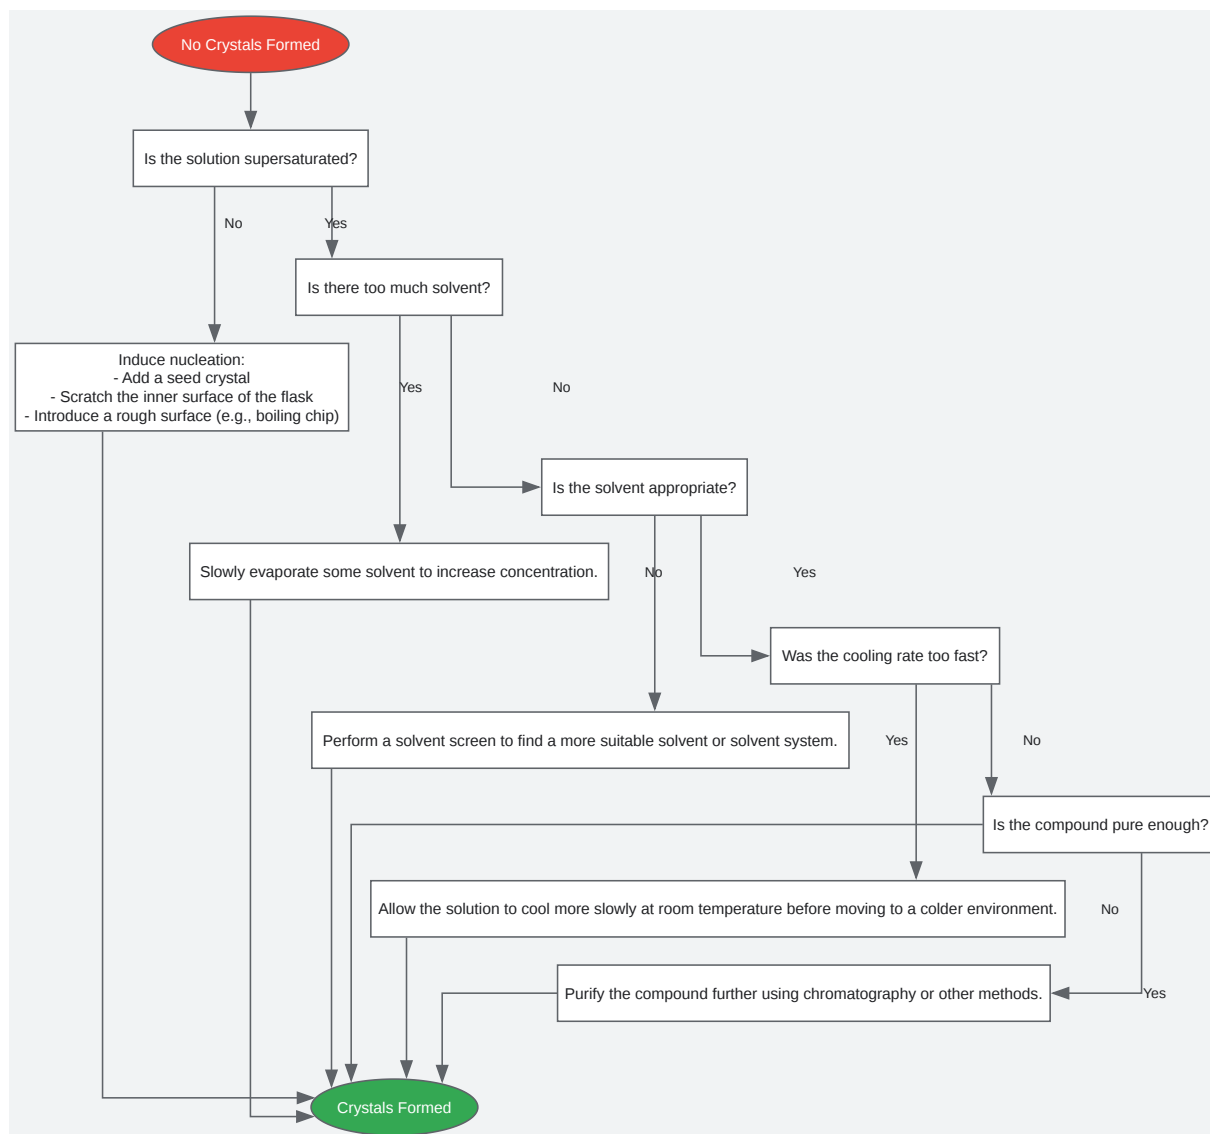 No Crystals Formed
Is the solution supersaturated?
No
Yes
Is there too much solvent?
Induce nucleation:
- Add a seed crystal
- Scratch the inner surface of the flask
- Introduce a rough surface (e.g., boiling chip)
Yes
No
Is the solvent appropriate?
Slowly evaporate some solvent to increase concentration.
No
Yes
Was the cooling rate too fast?
Perform a solvent screen to find a more suitable solvent or solvent system.
Yes
No
Is the compound pure enough?
Allow the solution to cool more slowly at room temperature before moving to a colder environment.
No
Purify the compound further using chromatography or other methods.
Yes
Crystals Formed